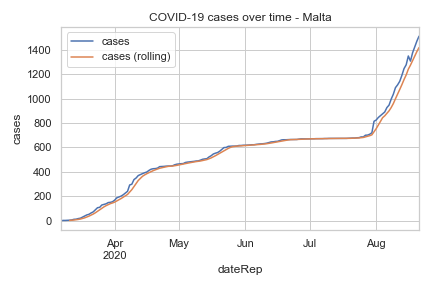 COVID-19 cases over time - Malta
cases
cases (rolling)
1400
1200
1000
800
600
400
200
0
cases
Apr
2020
May
Jun
Jul
Aug
dateRep